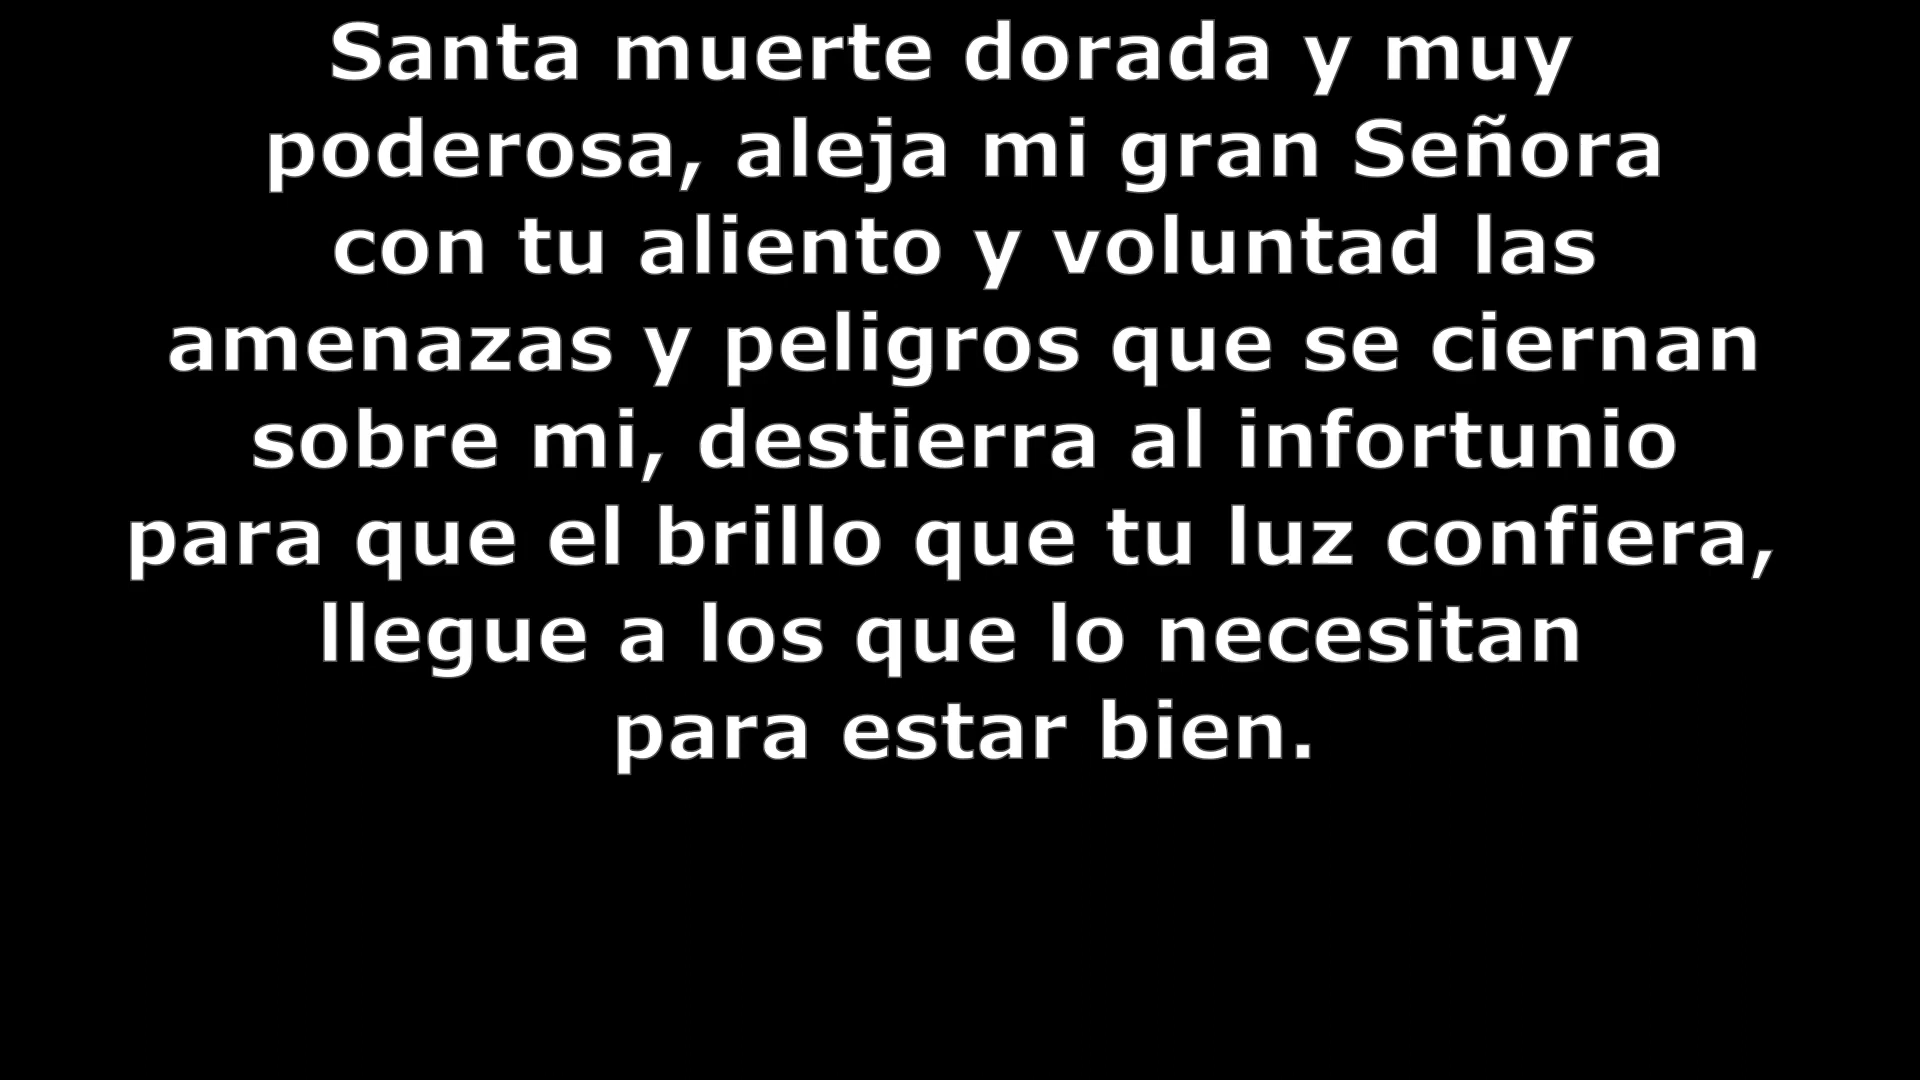 Santa muerte dorada y muy
poderosa, aleja mi gran Señora
con tu aliento y voluntad las
amenazas y peligros que se ciernan
sobre mi, destierra al infortunio
para que el brillo que tu luz confiera,
llegue a los que lo necesitan
para estar bien.